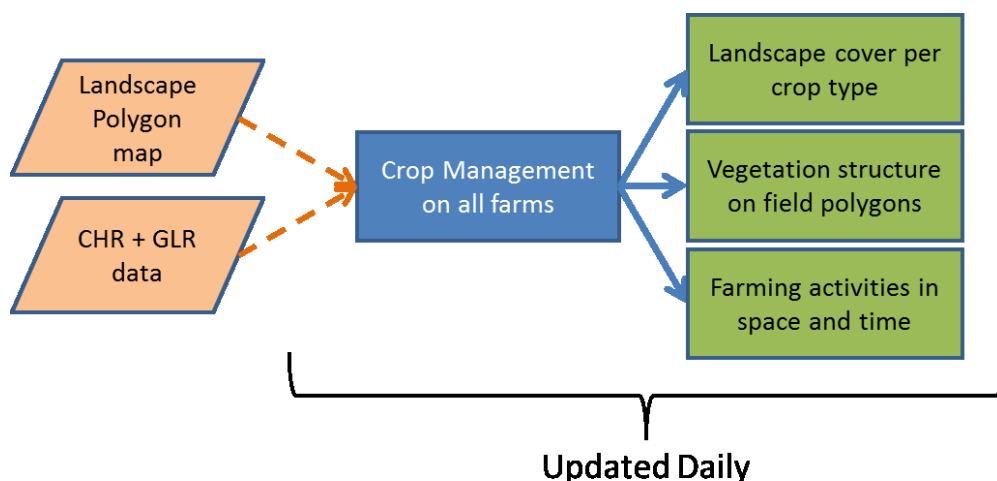 Landscape
Polygon
map
CHR + GLR
data
Crop Management
on all farms
Landscape cover per
crop type
Vegetation structure
on field polygons
Farming activities in
space and time
Updated Daily